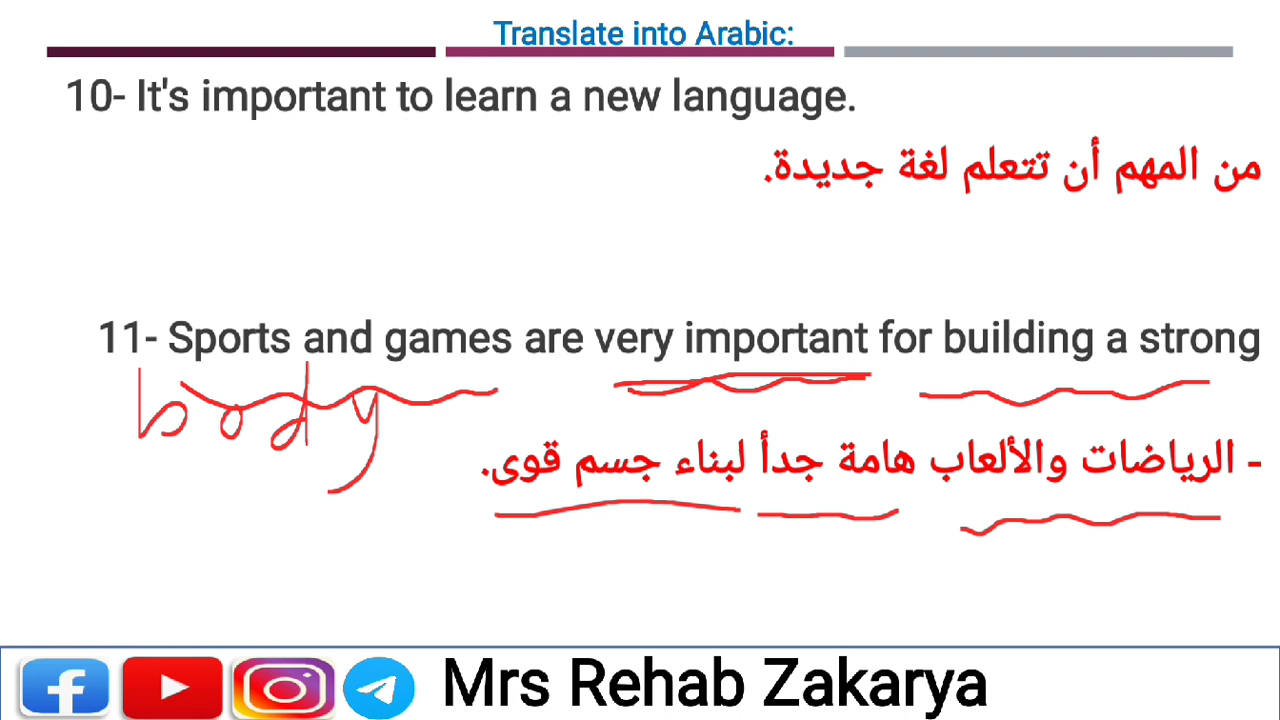 Translate into Arabic:
10- It's important to learn a new language.
من المهم أن تتعلم لغة جديدة.
11- Sports and games are very important for building a strong
body
- الرياضات والألعاب هامة جدأ لبناء جسم قوى.
Mrs Rehab Zakarya